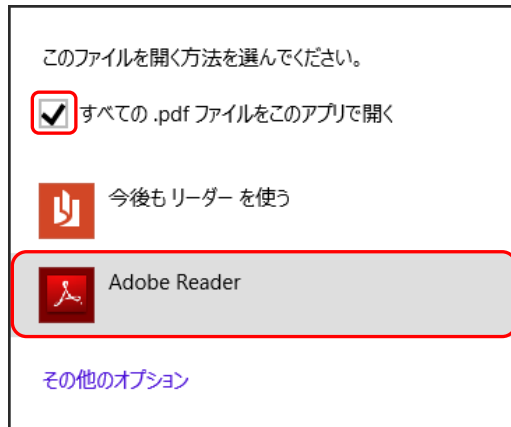 このファイルを開く方法を選んでください。
すべての .pdf ファイルをこのアプリで開く
今後も リーダー を使う
Adobe Reader
その他のオプション